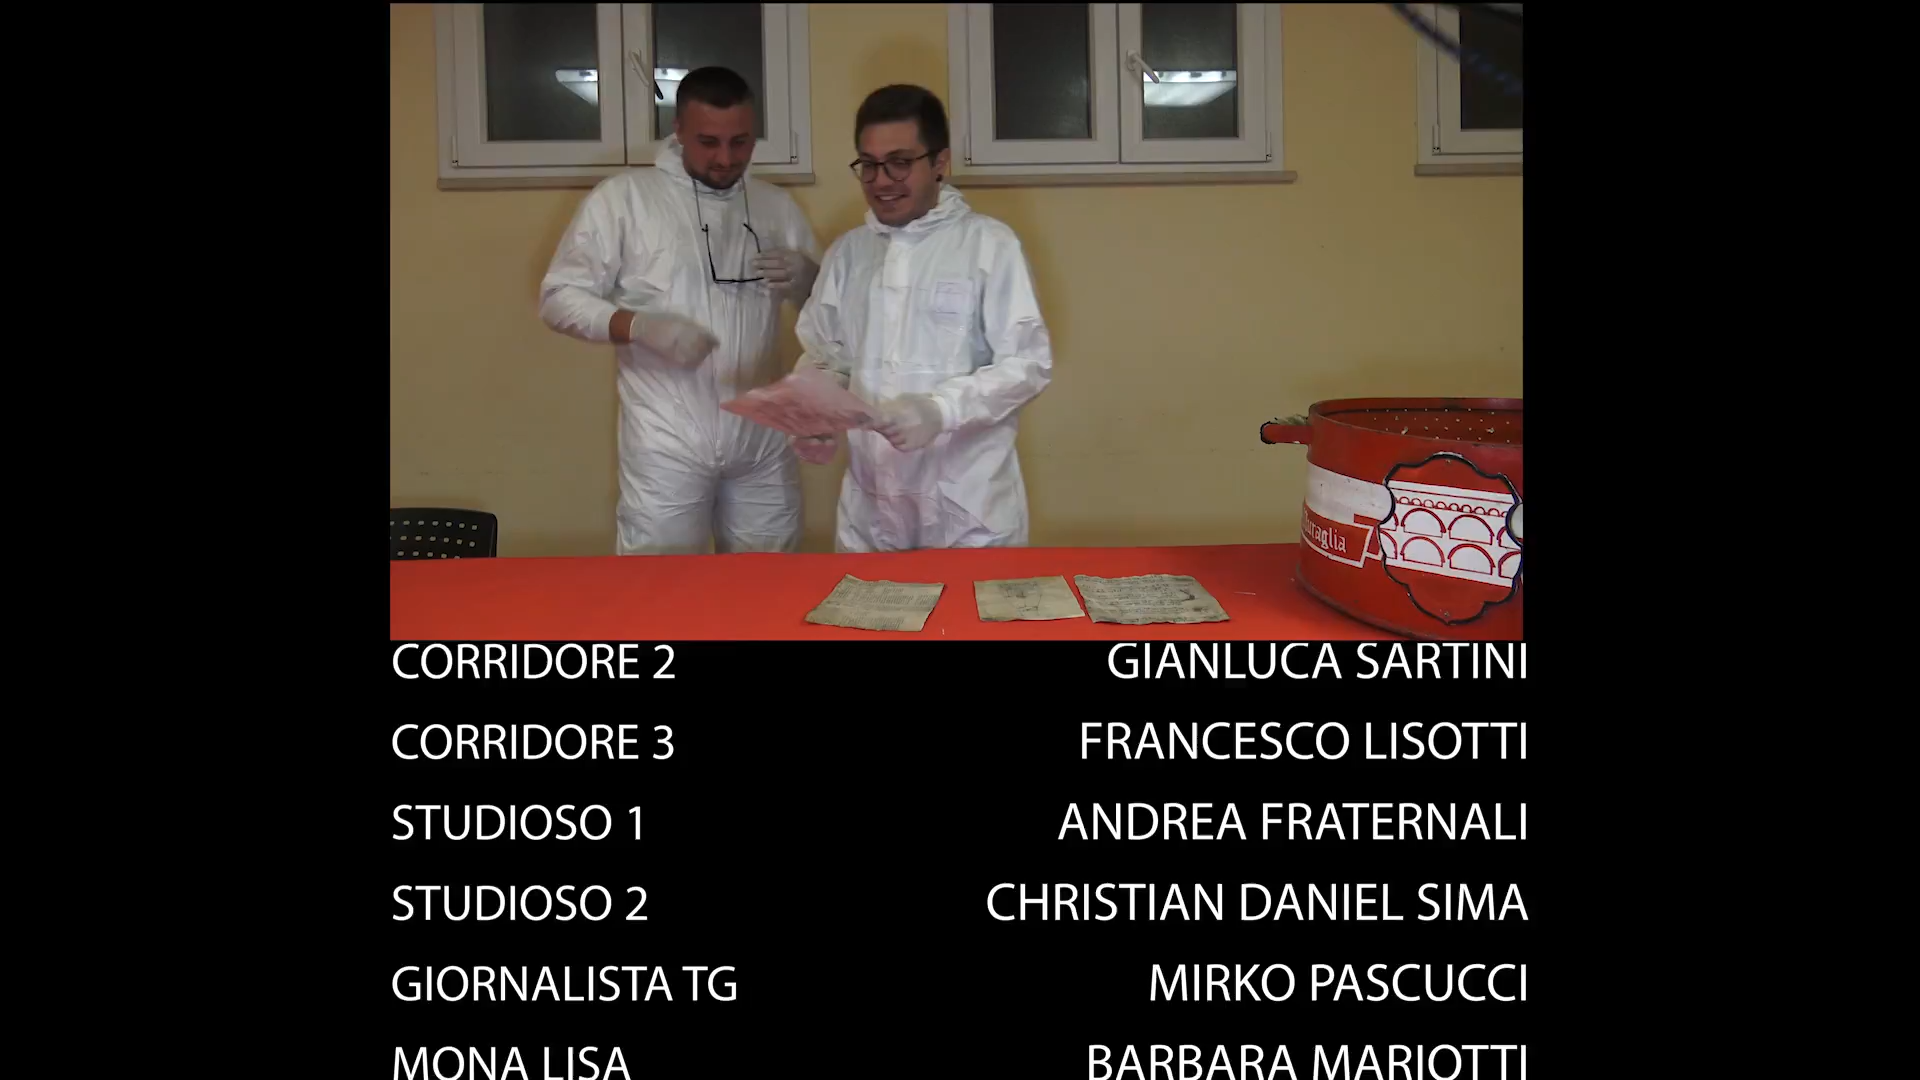 uraglia
CORRIDORE 2 GIANLUCA SARTINI
CORRIDORE 3 FRANCESCO LISOTTI
STUDIOSO 1 ANDREA FRATERNALI
STUDIOSO 2 CHRISTIAN DANIEL SIMA
GIORNALISTA TG MIRKO PASCUCCI
MONA LISA BARBARA MARIOTTI